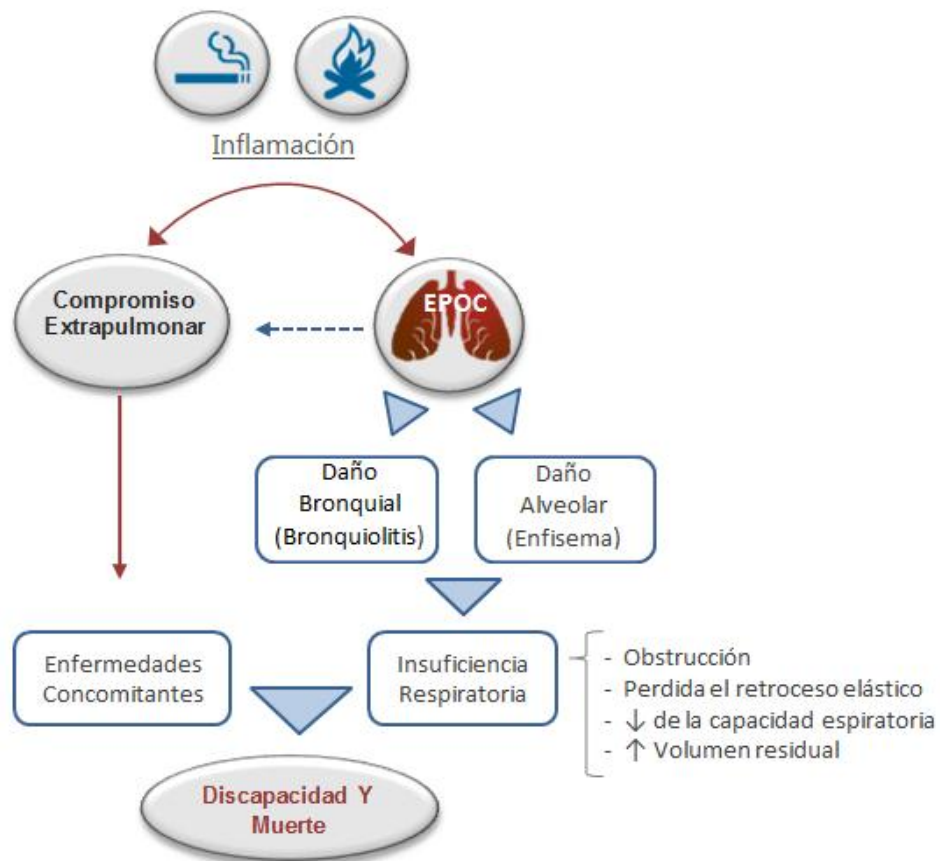 Inflamación
Compromiso
Extrapulmonar
EPOC
Daño
Bronquial
(Bronquiolitis)
Daño
Alveolar
(Enfisema)
Enfermedades
Concomitantes
Insuficiencia
Respiratoria
- Obstrucción
- Perdida el retroceso elástico
- ↓ de la capacidad espiratoria
- ↑ Volumen residual
Discapacidad Y
Muerte